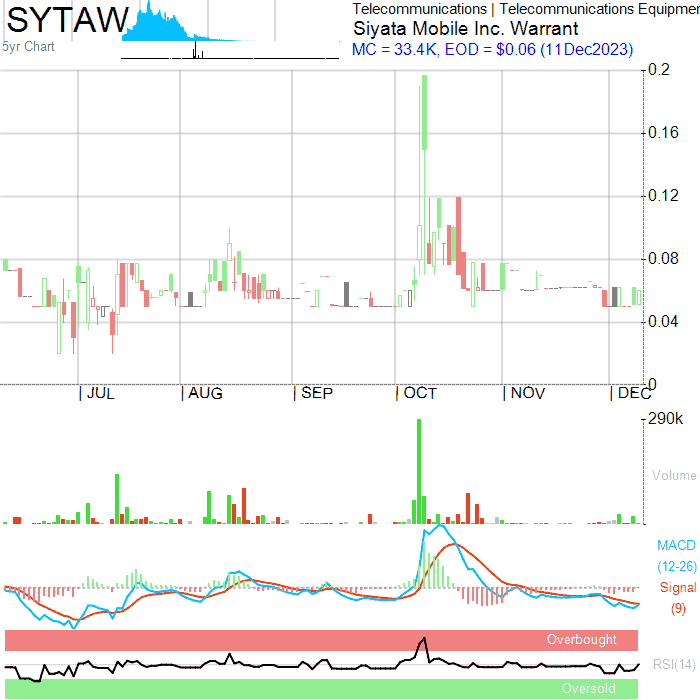 SYTAW
Telecommunications | Telecommunications Equipmen
5yr Chart
Siyata Mobile Inc. Warrant
MC = 33.4K, EOD = $0.06 (11Dec2023)
0.2
0.16
0.12
0.08
0.04
0
| JUL | AUG | SEP | OCT | NOV | DEC
290k
Volume
MACD
(12-26)
Signal
(9)
Overbought
RSI(14)
Oversold